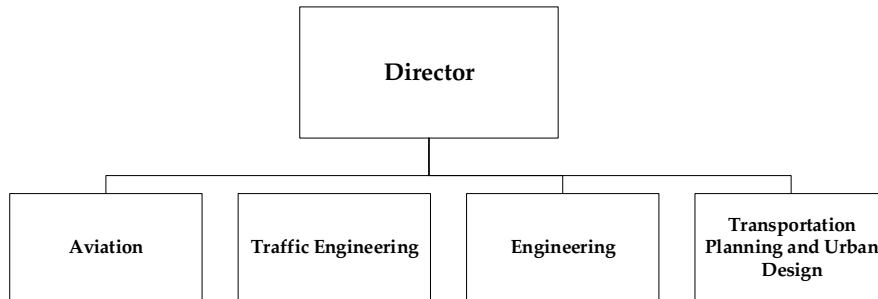 Director
Aviation
Traffic Engineering
Engineering
Transportation
Planning and Urban
Design